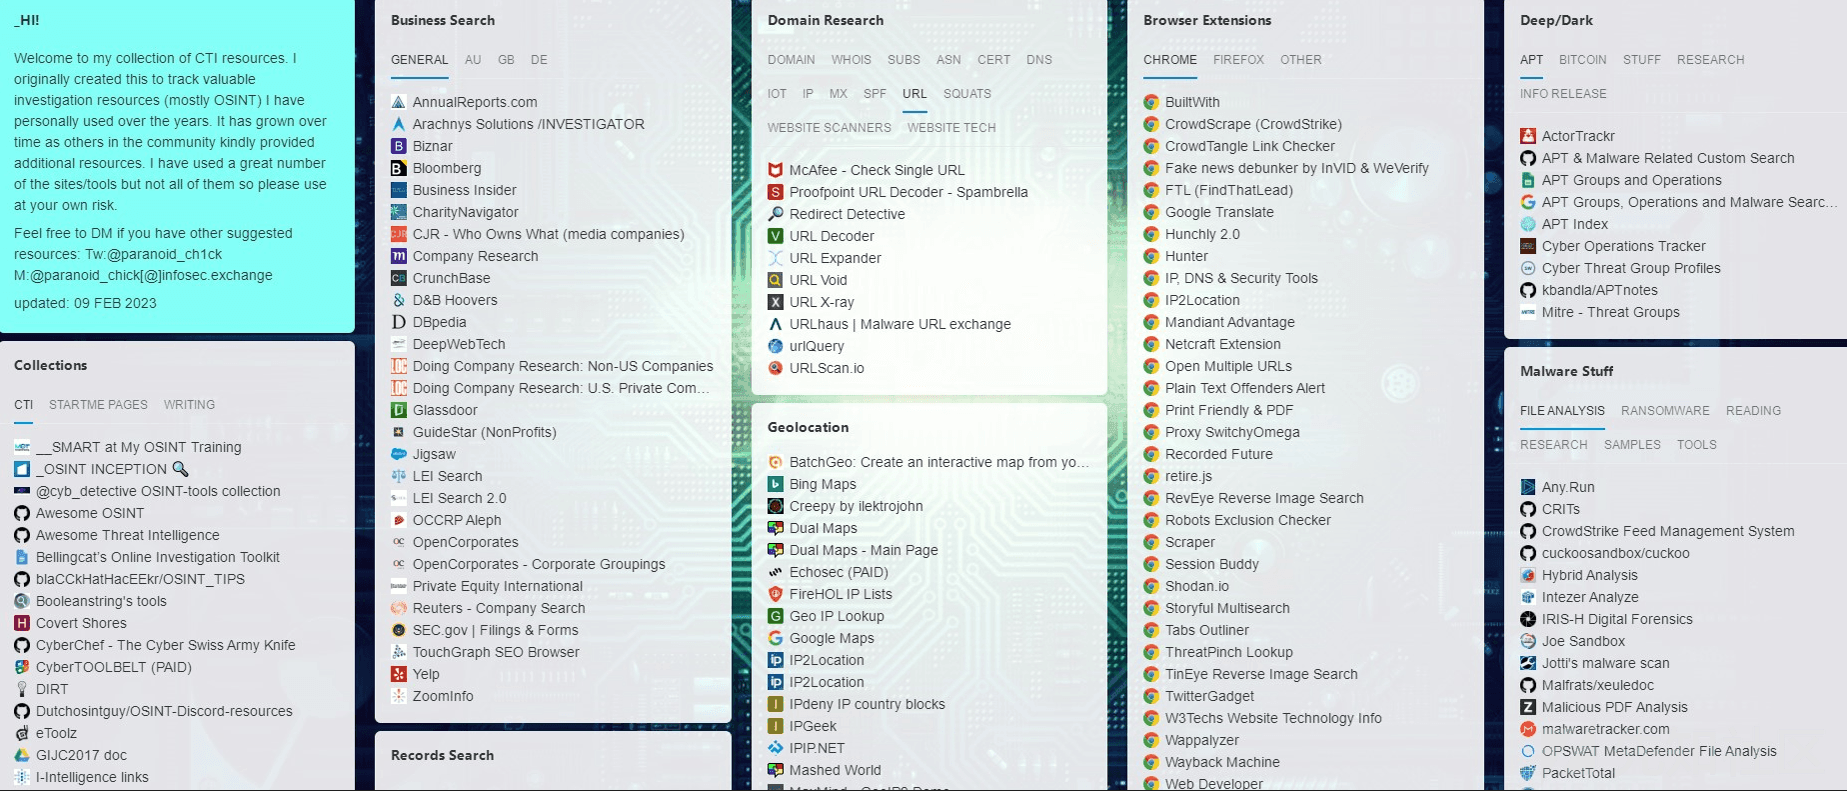 _HI!
Welcome to my collection of CTI resources. I
originally created this to track valuable
investigation resources (mostly OSINT) I have
personally used over the years. It has grown over
time as others in the community kindly provided
additional resources. I have used a great number
of the sites/tools but not all of them so please use
at your own risk.
Feel free to DM if you have other suggested
resources: Tw:@paranoid_ch1ck
M:@paranoid_chick[@]infosec.exchange
updated: 09 FEB 2023
Collections
CTI STARTME PAGES WRITING
__SMART at My OSINT Training
_OSINT INCEPTION
@cyb_detective OSINT-tools collection
Awesome OSINT
Awesome Threat Intelligence
Bellingcat's Online Investigation Toolkit
blaCCkHatHacEEkr/OSINT_TIPS
Booleanstring's tools
Covert Shores
CyberChef - The Cyber Swiss Army Knife
CyberTOOLBELT (PAID)
DIRT
Dutchosintguy/OSINT-Discord-resources
eToolz
GIJC2017 doc
I-Intelligence links
Business Search
GENERAL AU GB DE
AnnualReports.com
Arachnys Solutions /INVESTIGATOR
Biznar
Bloomberg
Business Insider
CharityNavigator
CJR - Who Owns What (media companies)
Company Research
CrunchBase
D&B Hoovers
DBpedia
DeepWebTech
Doing Company Research: Non-US Companies
Doing Company Research: U.S. Private Com...
Glassdoor
GuideStar (NonProfits)
Jigsaw
LEI Search
LEI Search 2.0
OCCRP Aleph
OpenCorporates
OpenCorporates - Corporate Groupings
Private Equity International
Reuters - Company Search
SEC.gov | Filings & Forms
TouchGraph SEO Browser
Yelp
ZoomInfo
Records Search
Domain Research
DOMAIN WHOIS SUBS ASN CERT DNS
IOT IP MX SPF URL SQUATS
WEBSITE SCANNERS WEBSITE TECH
McAfee - Check Single URL
Proofpoint URL Decoder - Spambrella
Redirect Detective
URL Decoder
URL Expander
URL Void
URL X-ray
URLhaus | Malware URL exchange
urlQuery
URLScan.io
Geolocation
BatchGeo: Create an interactive map from yo...
Bing Maps
Creepy by ilektrojohn
Dual Maps
Dual Maps - Main Page
Echosec (PAID)
FireHOL IP Lists
Geo IP Lookup
Google Maps
IP2Location
IP2Location
IPdeny IP country blocks
IPGeek
IPIP.NET
Mashed World
MaxMind - GeoIP2 Demo
Browser Extensions
CHROME FIREFOX OTHER
BuiltWith
CrowdScrape (CrowdStrike)
CrowdTangle Link Checker
Fake news debunker by InVID & WeVerify
FTL (FindThatLead)
Google Translate
Hunchly 2.0
Hunter
IP, DNS & Security Tools
IP2Location
Mandiant Advantage
Netcraft Extension
Open Multiple URLs
Plain Text Offenders Alert
Print Friendly & PDF
Proxy SwitchyOmega
Recorded Future
retire.js
RevEye Reverse Image Search
Robots Exclusion Checker
Scraper
Session Buddy
Shodan.io
Storyful Multisearch
Tabs Outliner
ThreatPinch Lookup
TinEye Reverse Image Search
TwitterGadget
W3Techs Website Technology Info
Wappalyzer
Wayback Machine
Web Developer
Deep/Dark
APT BITCOIN STUFF RESEARCH
INFO RELEASE
ActorTrackr
APT & Malware Related Custom Search
APT Groups and Operations
APT Groups, Operations and Malware Searc...
APT Index
Cyber Operations Tracker
Cyber Threat Group Profiles
kbandla/APTnotes
Mitre - Threat Groups
Malware Stuff
FILE ANALYSIS RANSOMWARE READING
RESEARCH SAMPLES TOOLS
Any.Run
CRITs
CrowdStrike Feed Management System
cuckoosandbox/cuckoo
Hybrid Analysis
Intezer Analyze
IRIS-H Digital Forensics
Joe Sandbox
Jotti's malware scan
Malfrats/xeuledoc
Malicious PDF Analysis
malwaretracker.com
OPSWAT MetaDefender File Analysis
PacketTotal